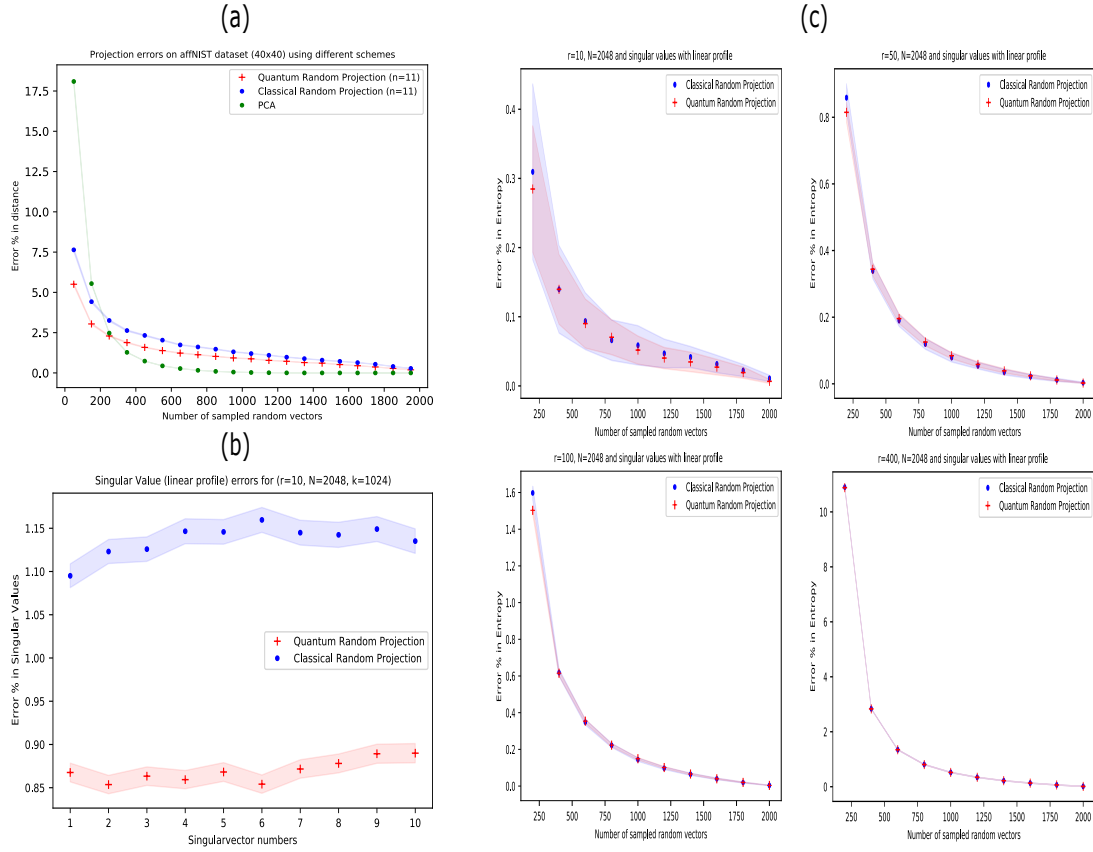 (a)
Projection errors on affNIST dataset (40x40) using different schemes
Quantum Random Projection (n=11)
Classical Random Projection (n=11)
PCA
Error % in distance
17.5
15.0
12.5
10.0
7.5
5.0
2.5
0.0
0 200 400 600 800 1000 1200 1400 1600 1800 2000
Number of sampled random vectors
(b)
Singular Value (linear profile) errors for (r=10, N=2048, k=1024)
Quantum Random Projection
Classical Random Projection
Error % in Singular Values
1.15
1.10
1.05
1.00
0.95
0.90
0.85
1 2 3 4 5 6 7 8 9 10
Singularvector numbers
(c)
r=10, N=2048 and singular values with linear profile
Classical Random Projection
Quantum Random Projection
Error % in Entropy
0.4
0.3
0.2
0.1
0.0
250 500 750 1000 1250 1500 1750 2000
Number of sampled random vectors
r=50, N=2048 and singular values with linear profile
Classical Random Projection
Quantum Random Projection
Error % in Entropy
0.8
0.6
0.4
0.2
0.0
250 500 750 1000 1250 1500 1750 2000
Number of sampled random vectors
r=100, N=2048 and singular values with linear profile
Classical Random Projection
Quantum Random Projection
Error % in Entropy
1.6
1.4
1.2
1.0
0.8
0.6
0.4
0.2
0.0
250 500 750 1000 1250 1500 1750 2000
Number of sampled random vectors
r=400, N=2048 and singular values with linear profile
Classical Random Projection
Quantum Random Projection
Error % in Entropy
10
8
6
4
2
0
250 500 750 1000 1250 1500 1750 2000
Number of sampled random vectors